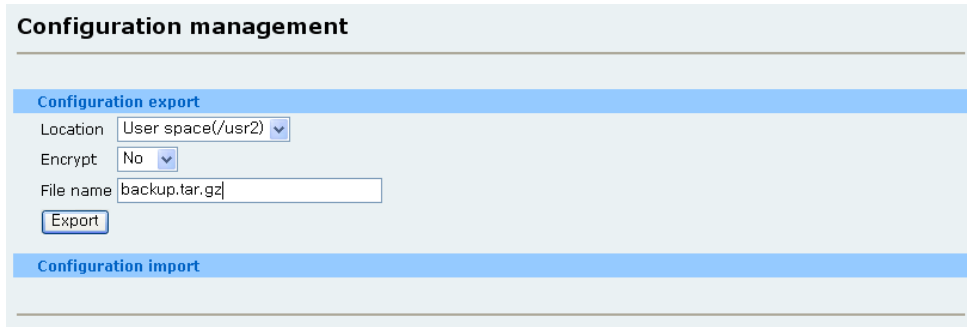 Configuration management
Configuration export
Location User space(/usr2)
Encrypt No
File name backup.tar.gz
Export
Configuration import